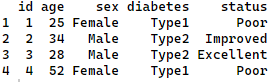 id age sex diabetes status
1 1 25 Female Type1 Poor
2 2 34 Male Type2 Improved
3 3 28 Male Type2 Excellent
4 4 52 Female Type1 Poor